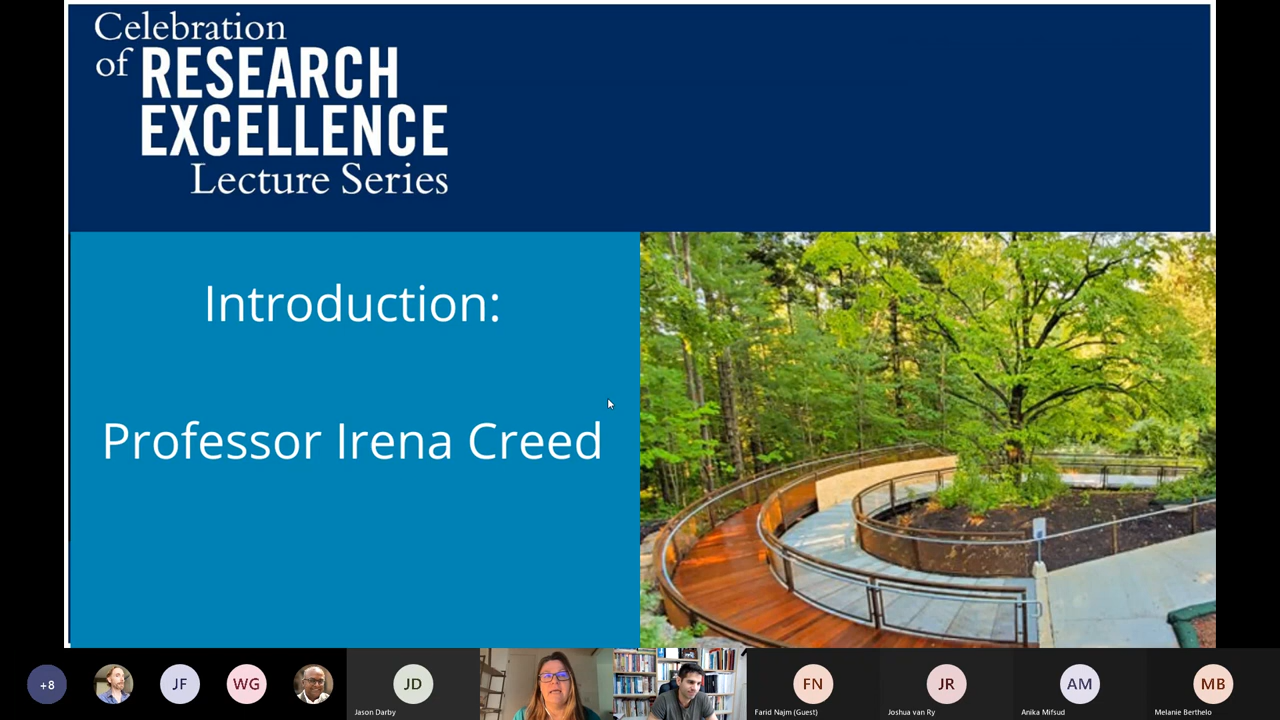 Celebration
of RESEARCH
EXCELLENCE
Lecture Series
Introduction:
Professor Irena Creed
+8
JF
WG
JD
Jason Darby
FN
Farid Najm (Guest)
JR
Joshua van Ry
AM
Anika Mifsud
MB
Melanie Berthelo